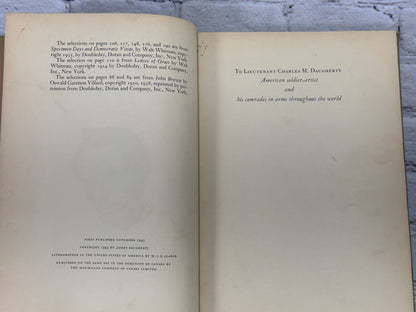 The selections on pages 126, 127, 148, 178, and 190 are from
Specimen Days and Democratic Vistas, by Walt Whitman, copy-
right 1935, by Doubleday, Doran and Company, Inc., New York.
The selection on page 210 is from Leaves of Grass by Walt
Whitman, copyright 1924 by Doubleday, Doran and Company,
Inc., New York.
The selections on pages 88 and 89 are from John Brown by
Oswald Garrison Villard, copyright 1910, 1928, reprinted by per-
mission from Doubleday, Doran and Company, Inc., New York.
FIRST PUBLISHED NOVEMBER 1943
COPYRIGHT 1943 BY JAMES DAUGHERTY
LITHOGRAPHED IN THE UNITED STATES OF AMERICA BY
PUBLISHED ON THE SAME DAY IN THE DOMINION OF CANADA BY
THE MACMILLAN COMPANY OF CANADA LIMITED
TO LIEUTENANT CHARLES M. DAUGHERTY
American soldier-artist
and
his comrades in arms throughout the world